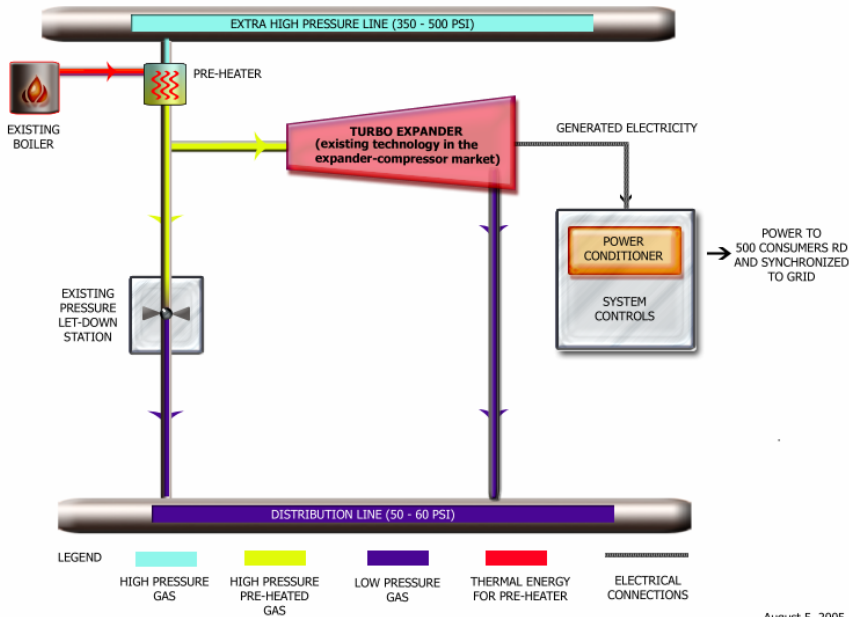 EXTRA HIGH PRESSURE LINE (350 - 500 PSI)
PRE-HEATER
EXISTING
BOILER
TURBO EXPANDER
(existing technology in the
expander-compressor market)
GENERATED ELECTRICITY
POWER
CONDITIONER
SYSTEM
CONTROLS
POWER TO
500 CONSUMERS RD
AND SYNCHRONIZED
TO GRID
EXISTING
PRESSURE
LET-DOWN
STATION
DISTRIBUTION LINE (50 - 60 PSI)
LEGEND
HIGH PRESSURE
GAS
HIGH PRESSURE
PRE-HEATED
GAS
LOW PRESSURE
GAS
THERMAL ENERGY
FOR PRE-HEATER
ELECTRICAL
CONNECTIONS
August 5, 2005